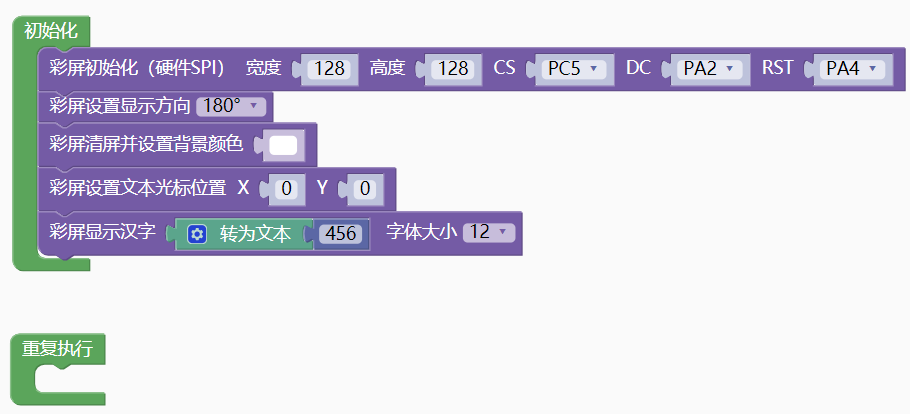 初始化
彩屏初始化（硬件SPI） 宽度 128 高度 128 CS PC5 DC PA2 RST PA4
彩屏设置显示方向 180°
彩屏清屏并设置背景颜色
彩屏设置文本光标位置 X 0 Y 0
彩屏显示汉字 转为文本 456 字体大小 12
重复执行